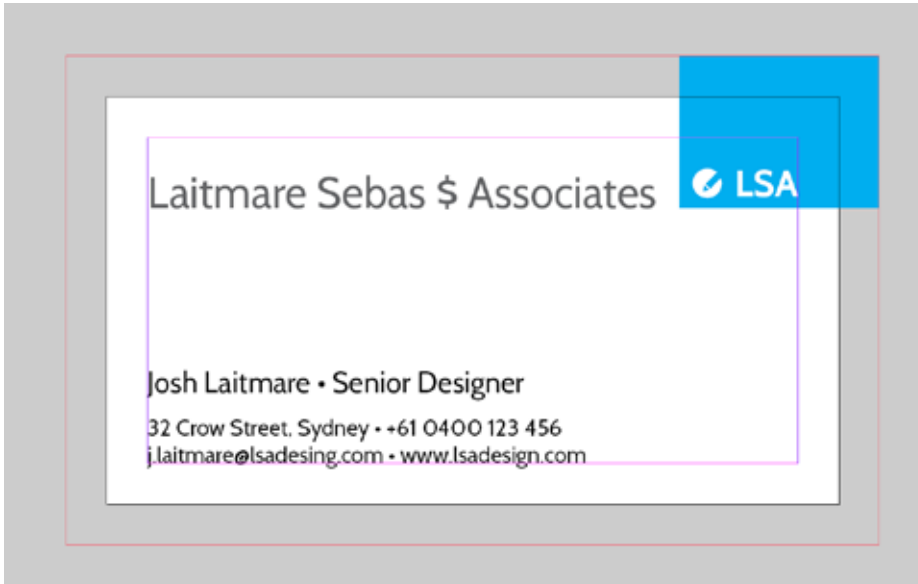 Laitmare Sebas $ Associates
LSA
Josh Laitmare • Senior Designer
32 Crow Street, Sydney • +61 0400 123 456
j.laitmare@lsadesing.com • www.lsadesign.com